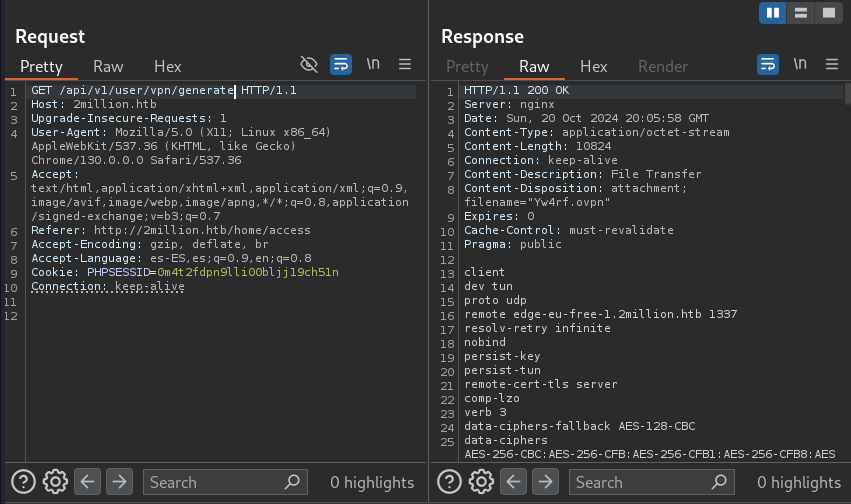 Request
Pretty Raw Hex
\n
1 GET /api/v1/user/vpn/generate HTTP/1.1
2 Host: 2million.htb
3 Upgrade-Insecure-Requests: 1
4 User-Agent: Mozilla/5.0 (X11; Linux x86_64)
AppleWebKit/537.36 (KHTML, like Gecko)
Chrome/130.0.0.0 Safari/537.36
5 Accept:
text/html,application/xhtml+xml,application/xml;q=0.9,
image/avif,image/webp,image/apng,*/*;q=0.8,application
/signed-exchange;v=b3;q=0.7
6 Referer: http://2million.htb/home/access
7 Accept-Encoding: gzip, deflate, br
8 Accept-Language: es-ES,es;q=0.9,en;q=0.8
9 Cookie: PHPSESSID=0m4t2fdpn9lli00bljj19ch51n
10 Connection: keep-alive
11
12
Search
0 highlights
Response
Pretty Raw Hex Render
\n
1 HTTP/1.1 200 OK
2 Server: nginx
3 Date: Sun, 20 Oct 2024 20:05:58 GMT
4 Content-Type: application/octet-stream
5 Content-Length: 10824
6 Connection: keep-alive
7 Content-Description: File Transfer
8 Content-Disposition: attachment;
filename="Yw4rf.ovpn"
9 Expires: 0
10 Cache-Control: must-revalidate
11 Pragma: public
12
13 client
14 dev tun
15 proto udp
16 remote edge-eu-free-1.2million.htb 1337
17 resolv-retry infinite
18 nobind
19 persist-key
20 persist-tun
21 remote-cert-tls server
22 comp-lzo
23 verb 3
24 data-ciphers-fallback AES-128-CBC
25 data-ciphers
AES-256-CBC:AES-256-CFB:AES-256-CFB1:AES-256-CFB8:AES
Search
0 highlights